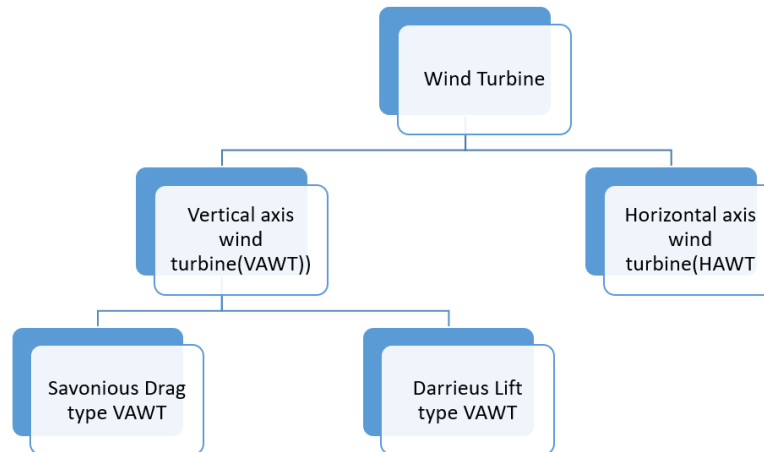 Wind Turbine
Vertical axis
wind
turbine(VAWT))
Horizontal axis
wind
turbine(HAWT
Savonious Drag
type VAWT
Darrieus Lift
type VAWT